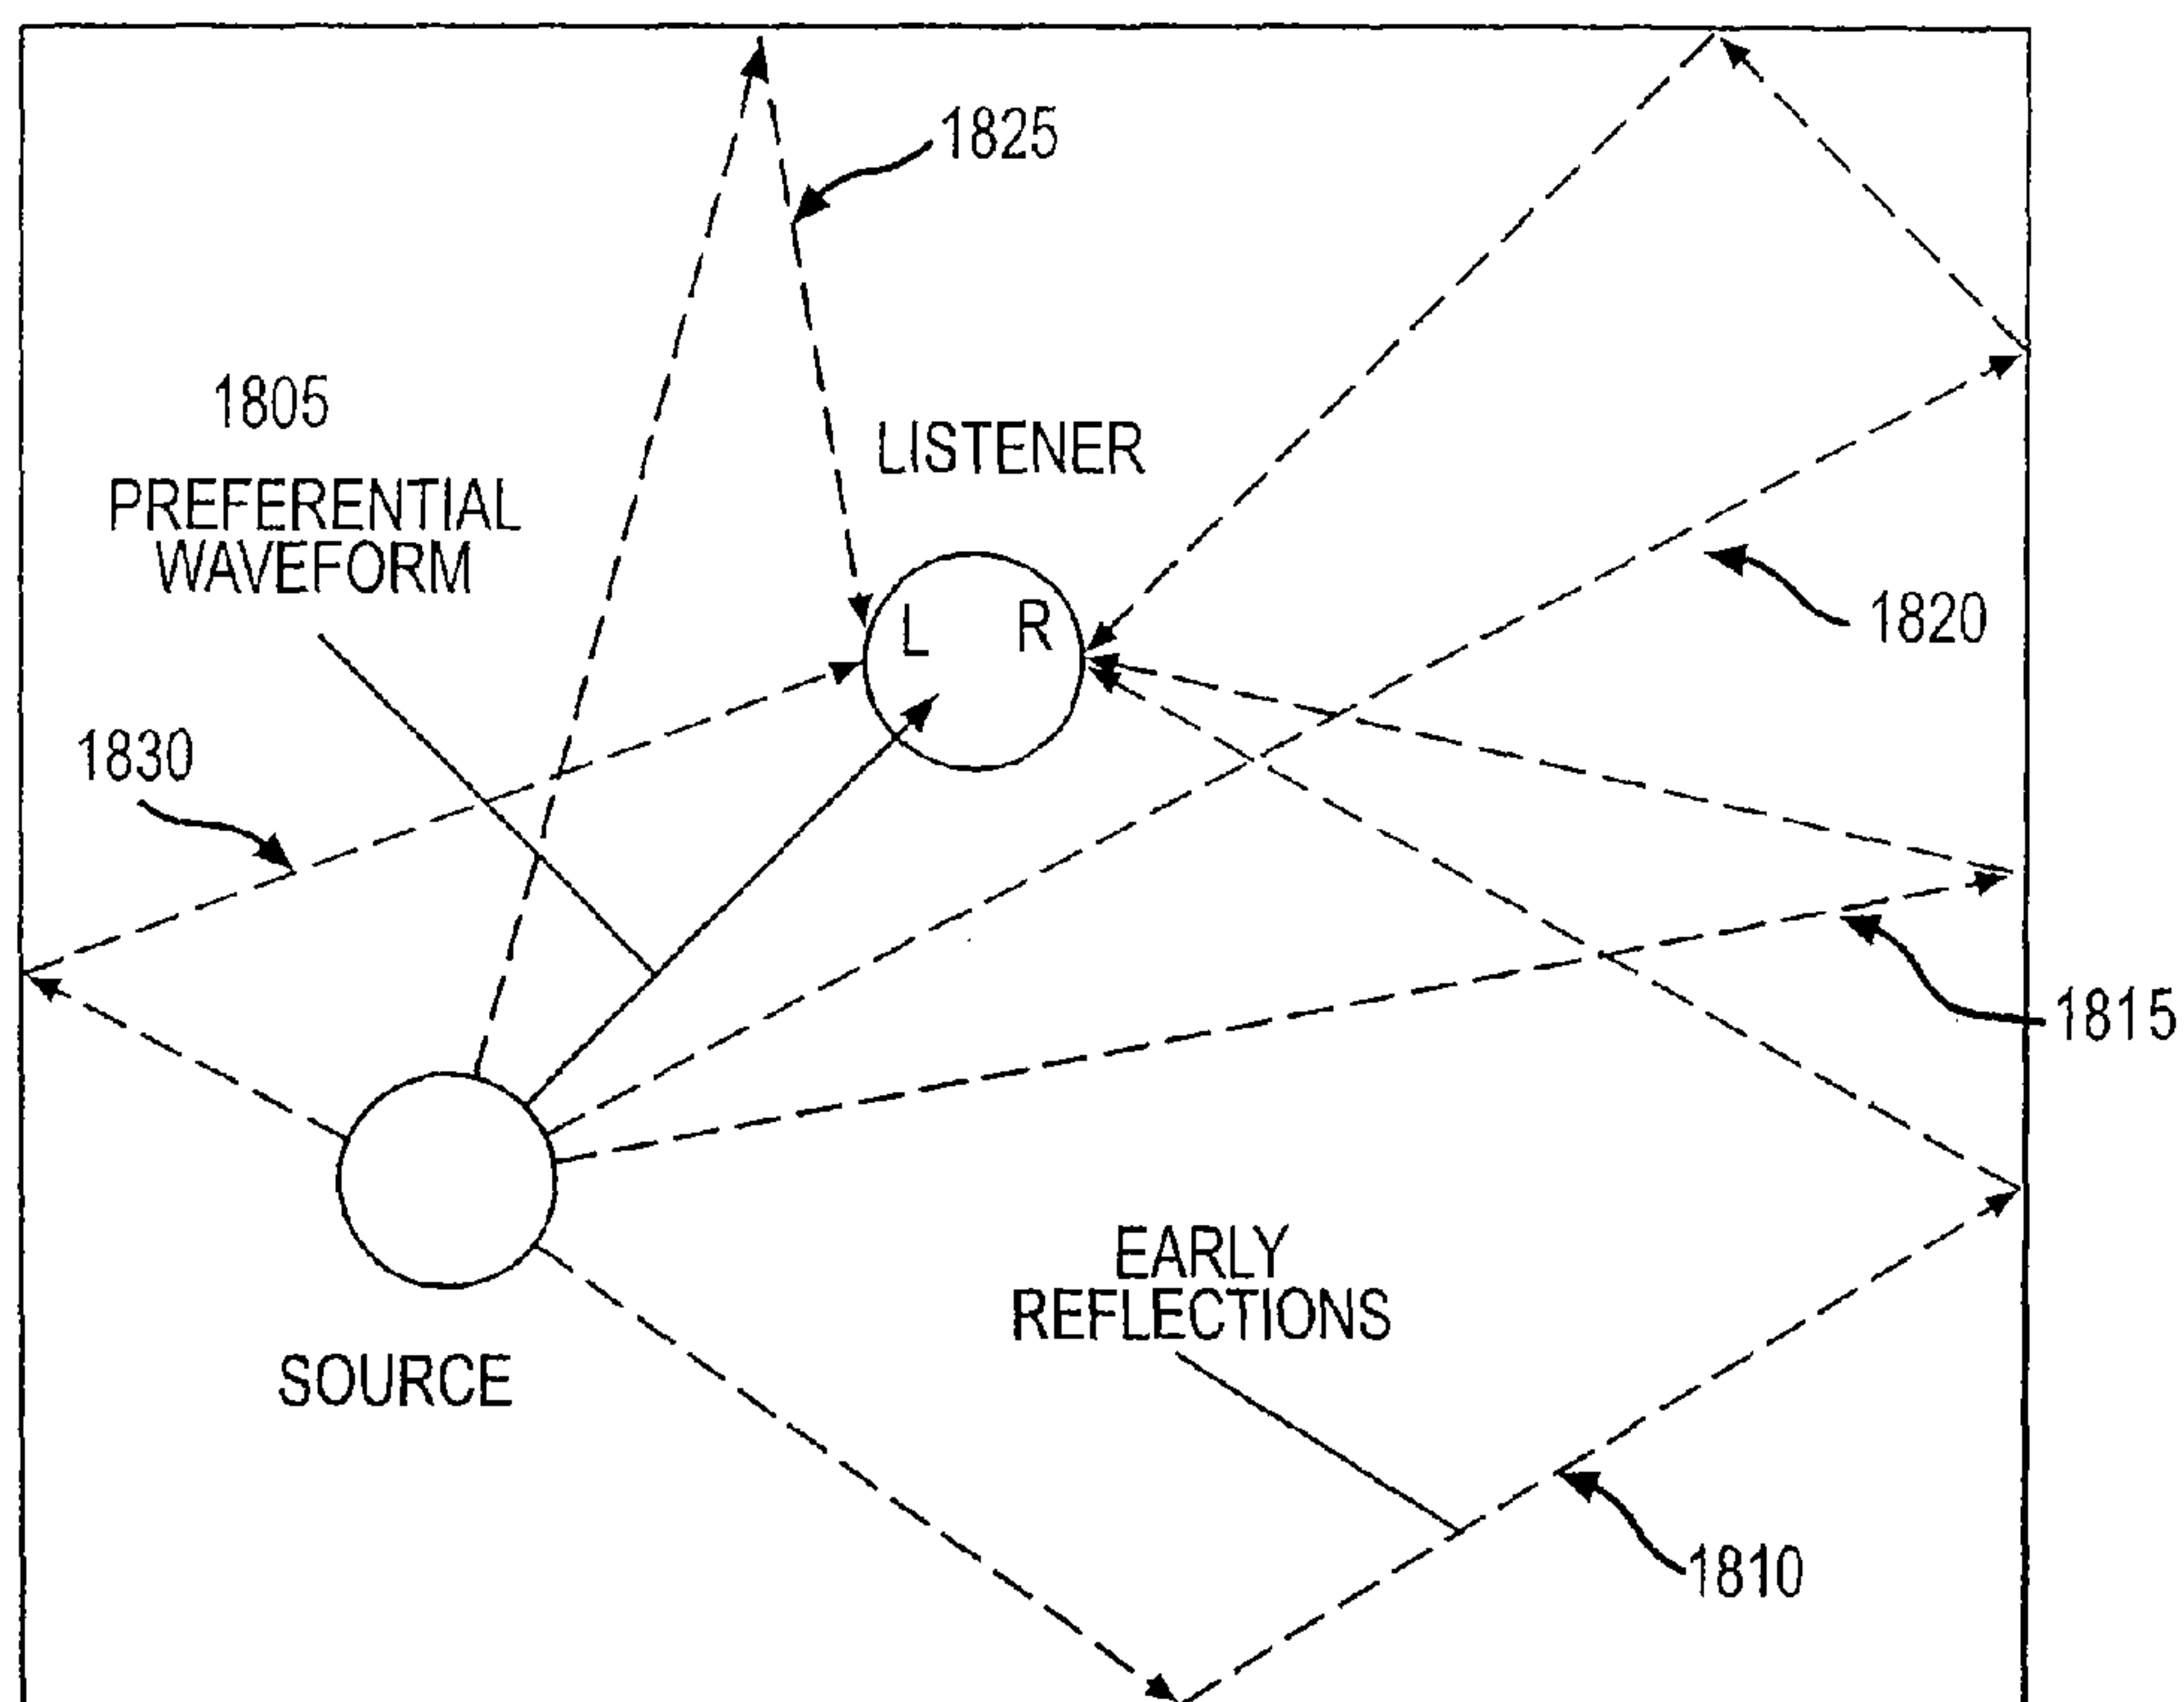 1825
1805
PREFERENTIAL
WAVEFORM
LISTENER
L R
1820
1830
1815
EARLY
REFLECTIONS
SOURCE
1810